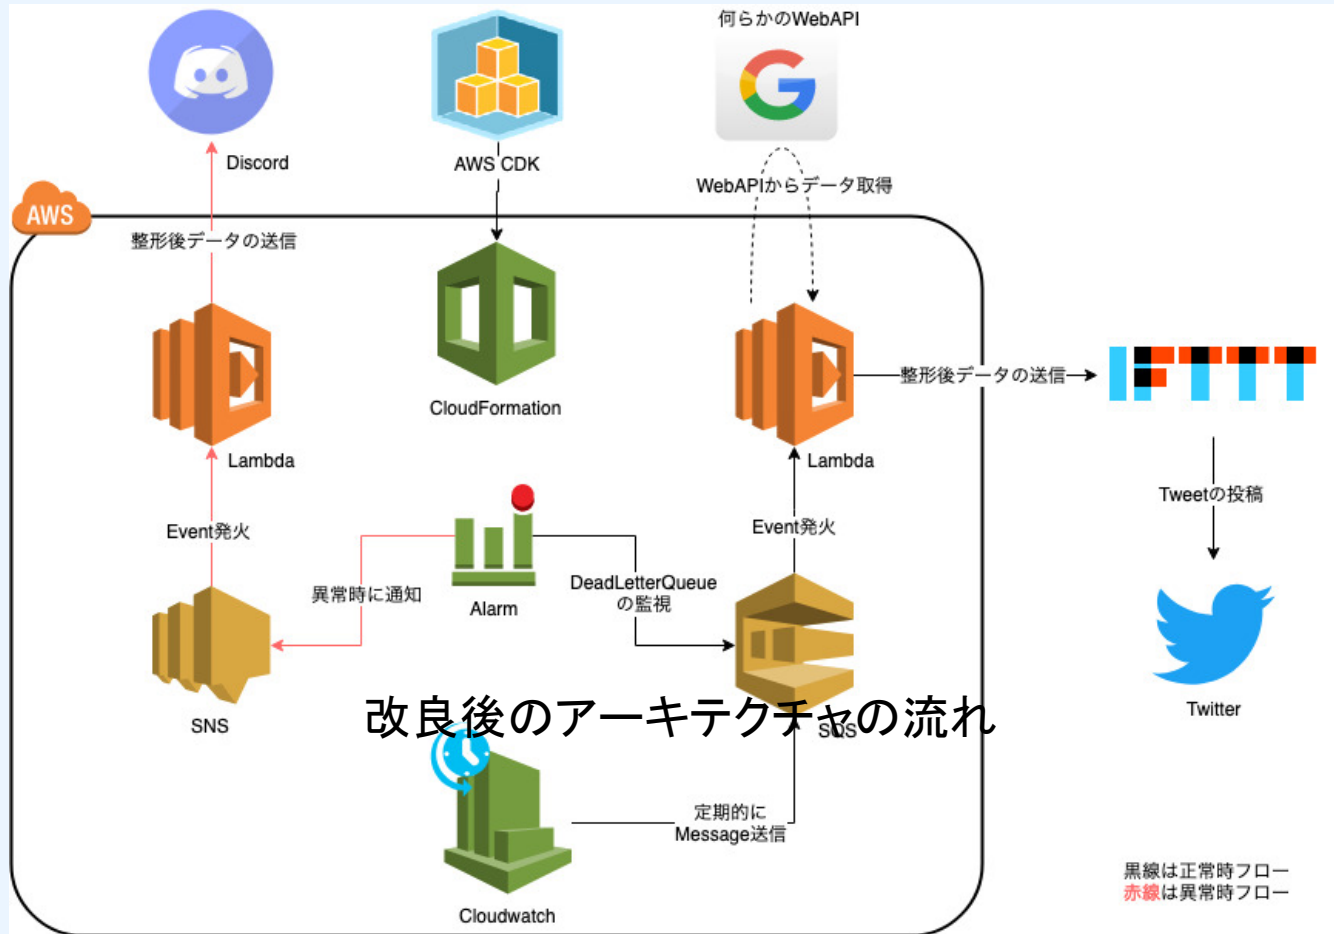 何らかのWebAPI
Discord
AWS CDK
WebAPIからデータ取得
AWS
整形後データの送信
CloudFormation
整形後データの送信
IFTTT
Lambda
Lambda
Tweetの投稿
Event発火
Event発火
異常時に通知
Alarm
DeadLetterQueue
の監視
SNS
改良後のアーキテクチャの流れ
SQS
Twitter
定期的に
Message送信
Cloudwatch
黒線は正常時フロー
赤線は異常時フロー